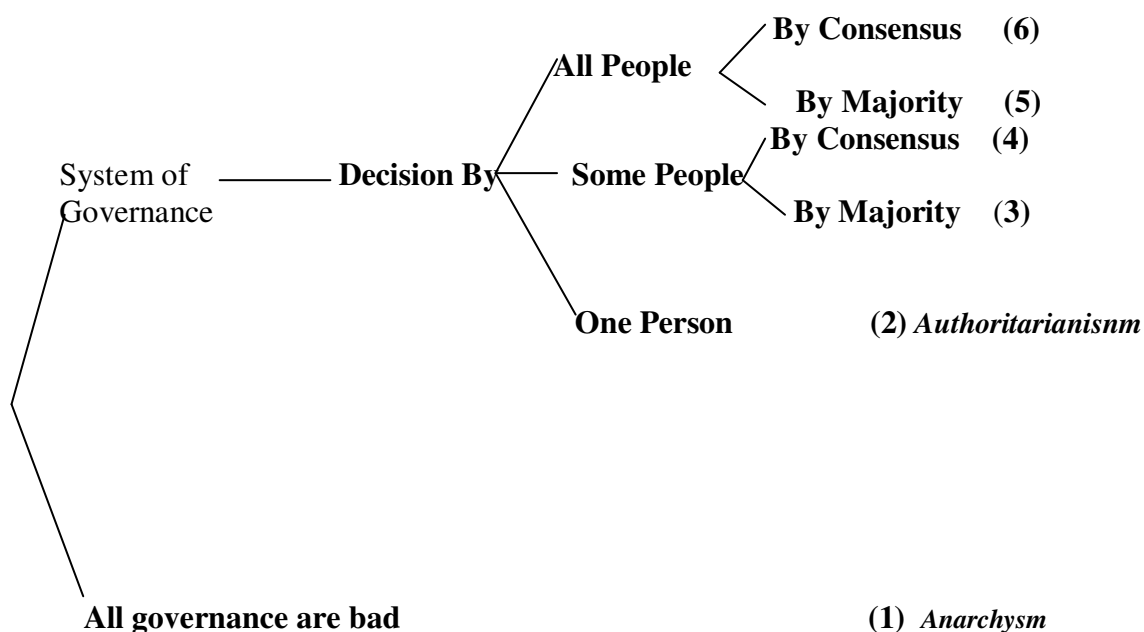 By Consensus (6)
All People
By Majority (5)
By Consensus (4)
System of Governance
Decision By
Some People
By Majority (3)
One Person
(2) Authoritarianisnm
All governance are bad
(1) Anarchysm